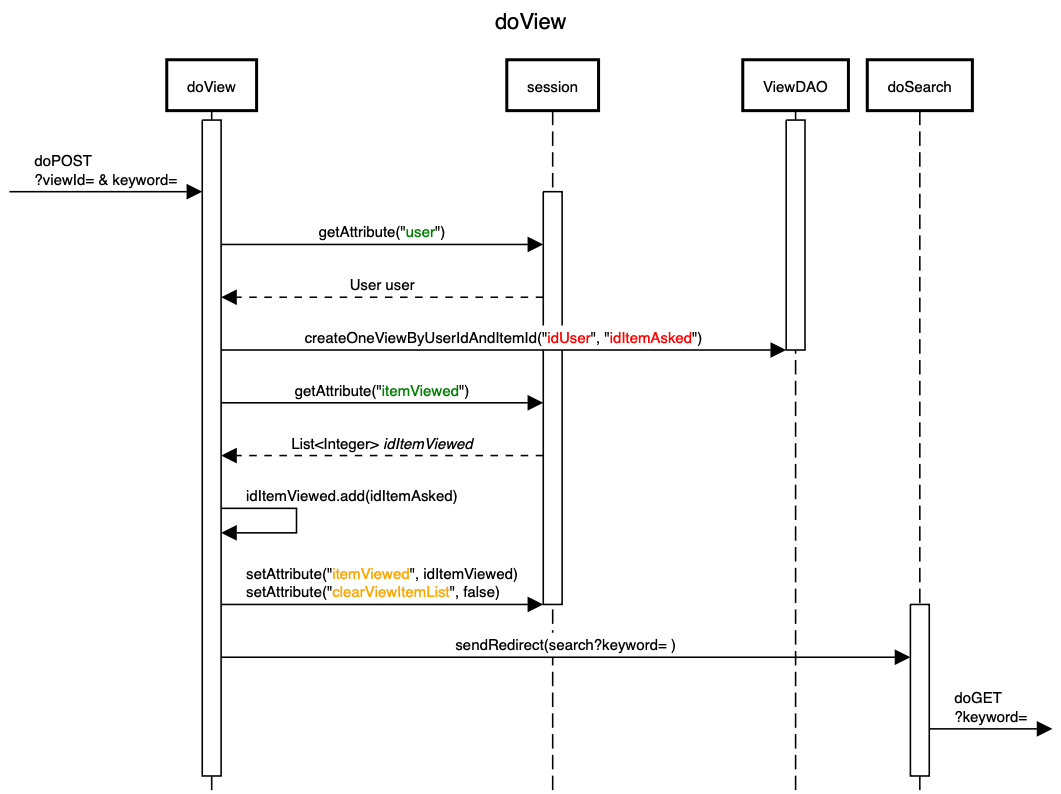 doView
doView
session
ViewDAO
doSearch
doPOST
?viewId= & keyword=
getAttribute("user")
User user
createOneViewByUserIdAndItemId("idUser", "idItemAsked")
getAttribute("itemViewed")
List<Integer> idItemViewed
idItemViewed.add(idItemAsked)
setAttribute("itemViewed", idItemViewed)
setAttribute("clearViewItemList", false)
sendRedirect(search?keyword= )
doGET
?keyword=